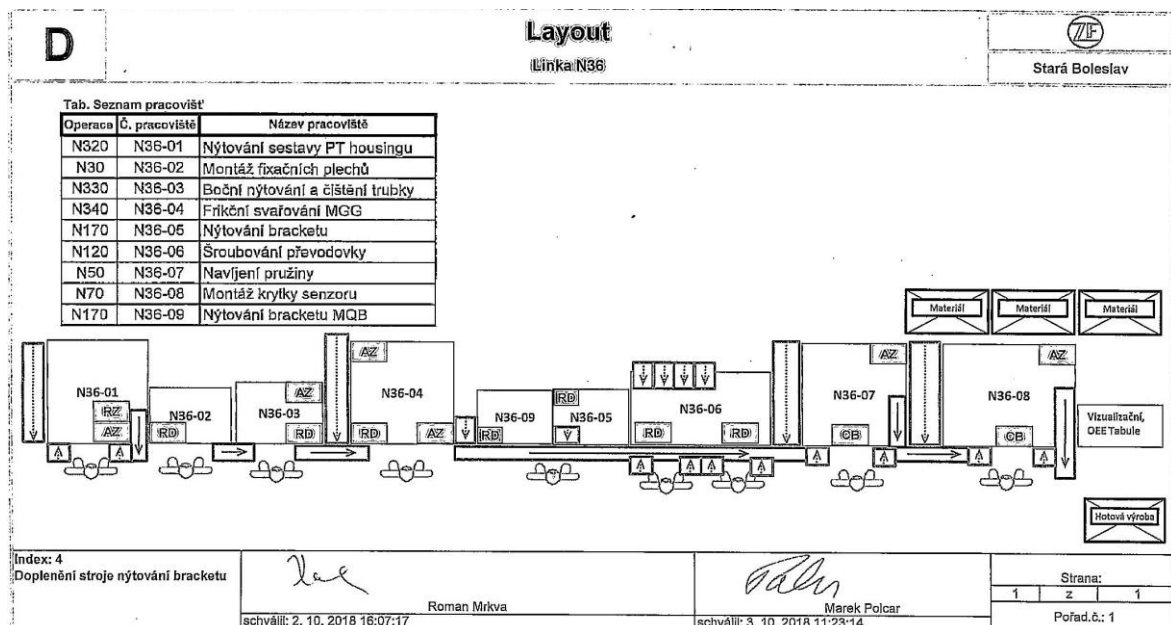 D
Layout
Linka N36
ZF
Stará Boleslav
Tab. Seznam pracovišť
Operace Č. pracoviště Název pracoviště
N320 N36-01 Nýtování sestavy PT housingu
N30 N36-02 Montáž fixačních plechů
N330 N36-03 Boční nýtování a čištění trubky
N340 N36-04 Frikční svařování MGG
N170 N36-05 Nýtování bracketu
N120 N36-06 Šroubování převodovky
N50 N36-07 Navíjení pružiny
N70 N36-08 Montáž krytky senzoru
N170 N36-09 Nýtování bracketu MQB
Materiál Materiál Materiál
AZ AZ AZ
N36-01 AZ N36-04 RD N36-07 N36-08
RZ N36-02 N36-03 N36-09 N36-05 N36-06
AZ RD RD RD AZ RD RD RD CB CB
Vizualizační,
OEE Tabule
Hotová výroba
Index: 4
Doplenění stroje nýtování bracketu
Roman Mrkva
schválil: 2. 10. 2018 16:07:17
Marek Polcar
schválil: 3. 10. 2018 11:23:14
Strana:
1 z 1
Pořad.č.: 1